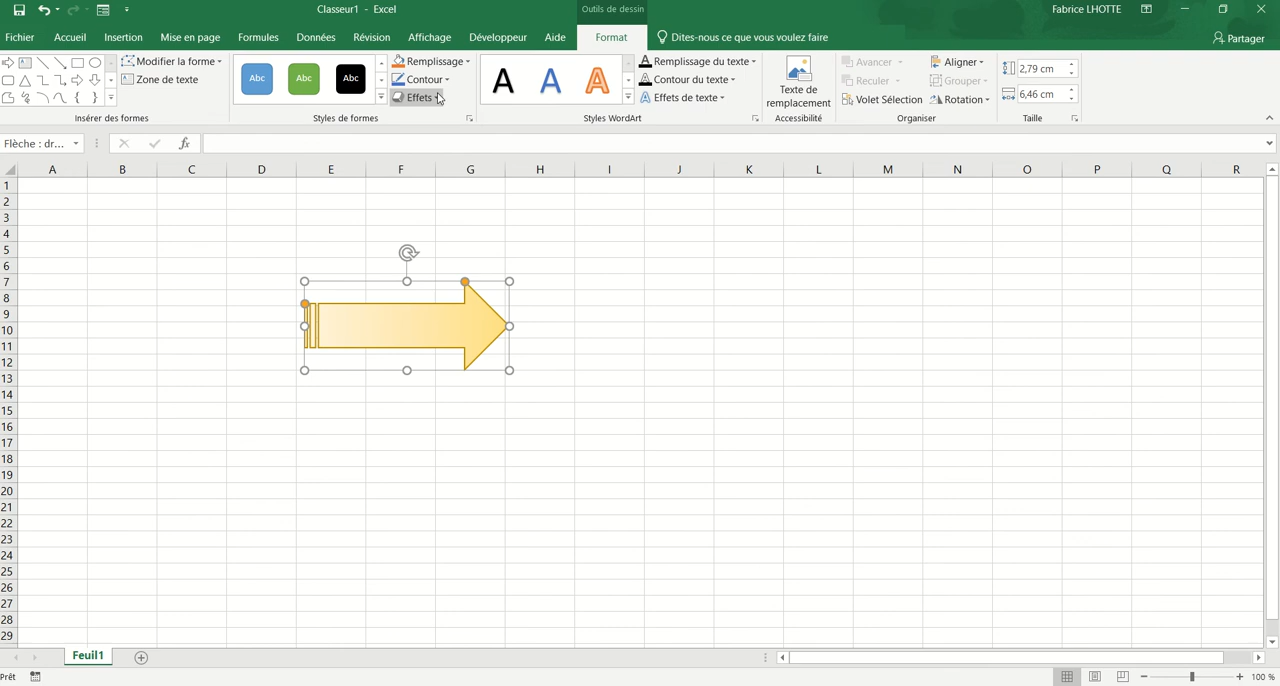 Classeur1 - Excel
Outils de dessin
Fabrice LHOTTE
Fichier Accueil Insertion Mise en page Formules Données Révision Affichage Développeur Aide Format Dites-nous ce que vous voulez faire Partager
Modifier la forme
Zone de texte
Insérer des formes
Abc Abc Abc
Remplissage
Contour
Effets
Styles de formes
A A A
Remplissage du texte
Contour du texte
Effets de texte
Styles WordArt
Texte de
remplacement
Accessibilité
Avancer
Reculer
Volet Sélection
Aligner
Grouper
Rotation
Organiser
2,79 cm
6,46 cm
Taille
Flèche : dr...
fx
A B C D E F G H I J K L M N O P Q R
1
2
3
4
5
6
7
8
9
10
11
12
13
14
15
16
17
18
19
20
21
22
23
24
25
26
27
28
29
Feuil1
Prêt
100 %